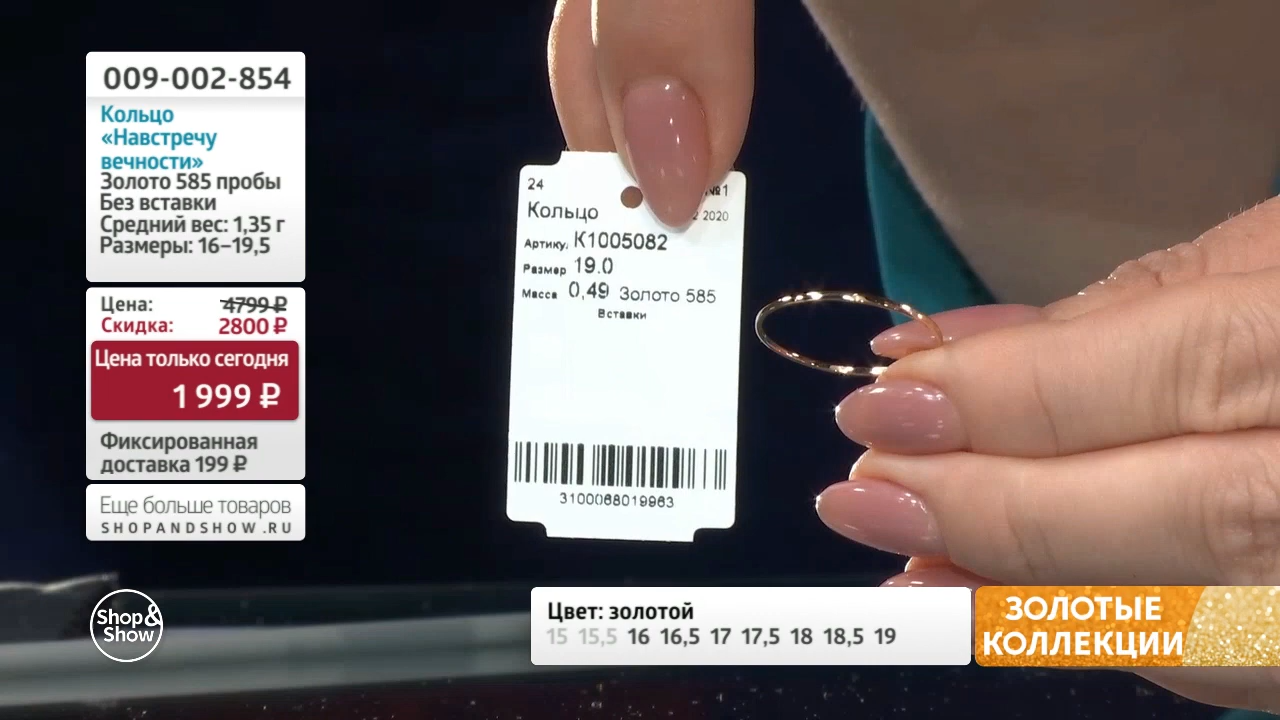 009-002-854
Кольцо
«Навстречу
вечности»
Золото 585 пробы
Без вставки
Средний вес: 1,35 г
Размеры: 16–19,5
Цена: 4799 ₽
Скидка: 2800 ₽
Цена только сегодня
1 999 ₽
Фиксированная
доставка 199 ₽
Еще больше товаров
SHOPANDSHOW.RU
24 №1
Кольцо 2020
Артикул К1005082
Размер 19.0
Масса 0,49 Золото 585
Вставки
3100068019963
Shop&
Show
Цвет: золотой
15 15,5 16 16,5 17 17,5 18 18,5 19
ЗОЛОТЫЕ
КОЛЛЕКЦИИ